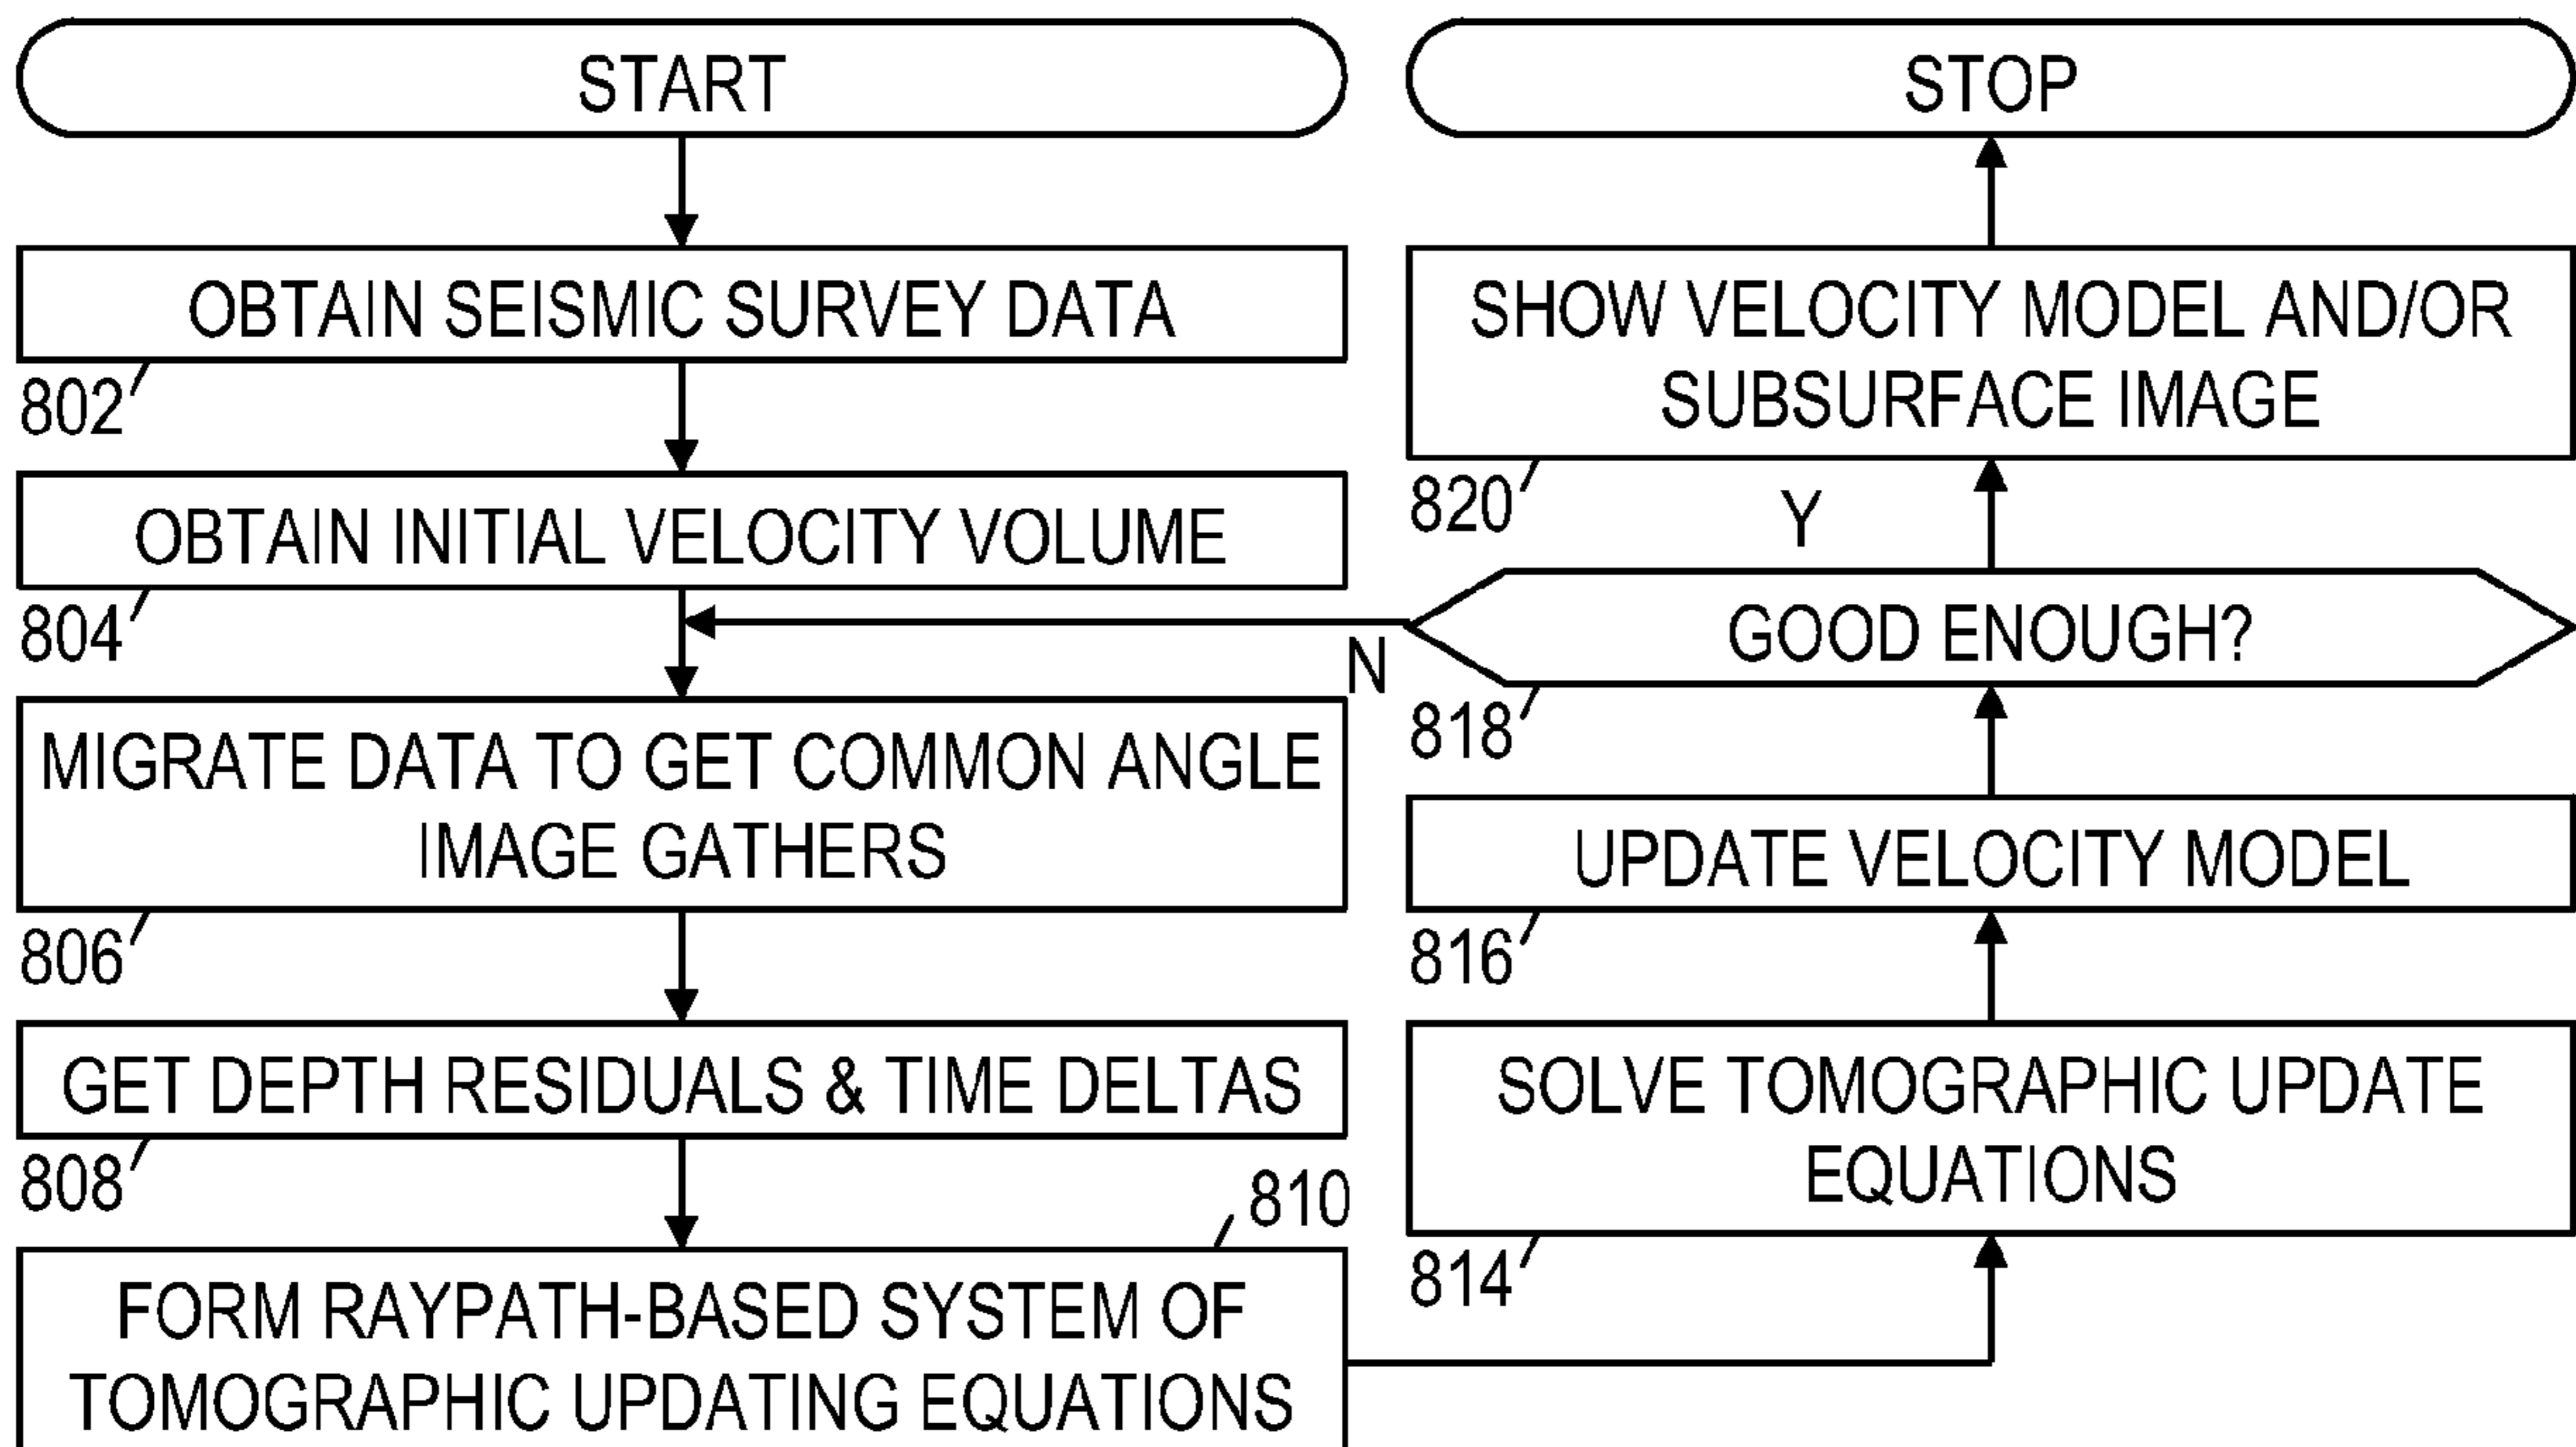 START
OBTAIN SEISMIC SURVEY DATA
802
OBTAIN INITIAL VELOCITY VOLUME
804
MIGRATE DATA TO GET COMMON ANGLE
IMAGE GATHERS
806
GET DEPTH RESIDUALS & TIME DELTAS
808
810
FORM RAYPATH-BASED SYSTEM OF
TOMOGRAPHIC UPDATING EQUATIONS
STOP
SHOW VELOCITY MODEL AND/OR
SUBSURFACE IMAGE
820
Y
GOOD ENOUGH?
N
818
UPDATE VELOCITY MODEL
816
SOLVE TOMOGRAPHIC UPDATE
EQUATIONS
814